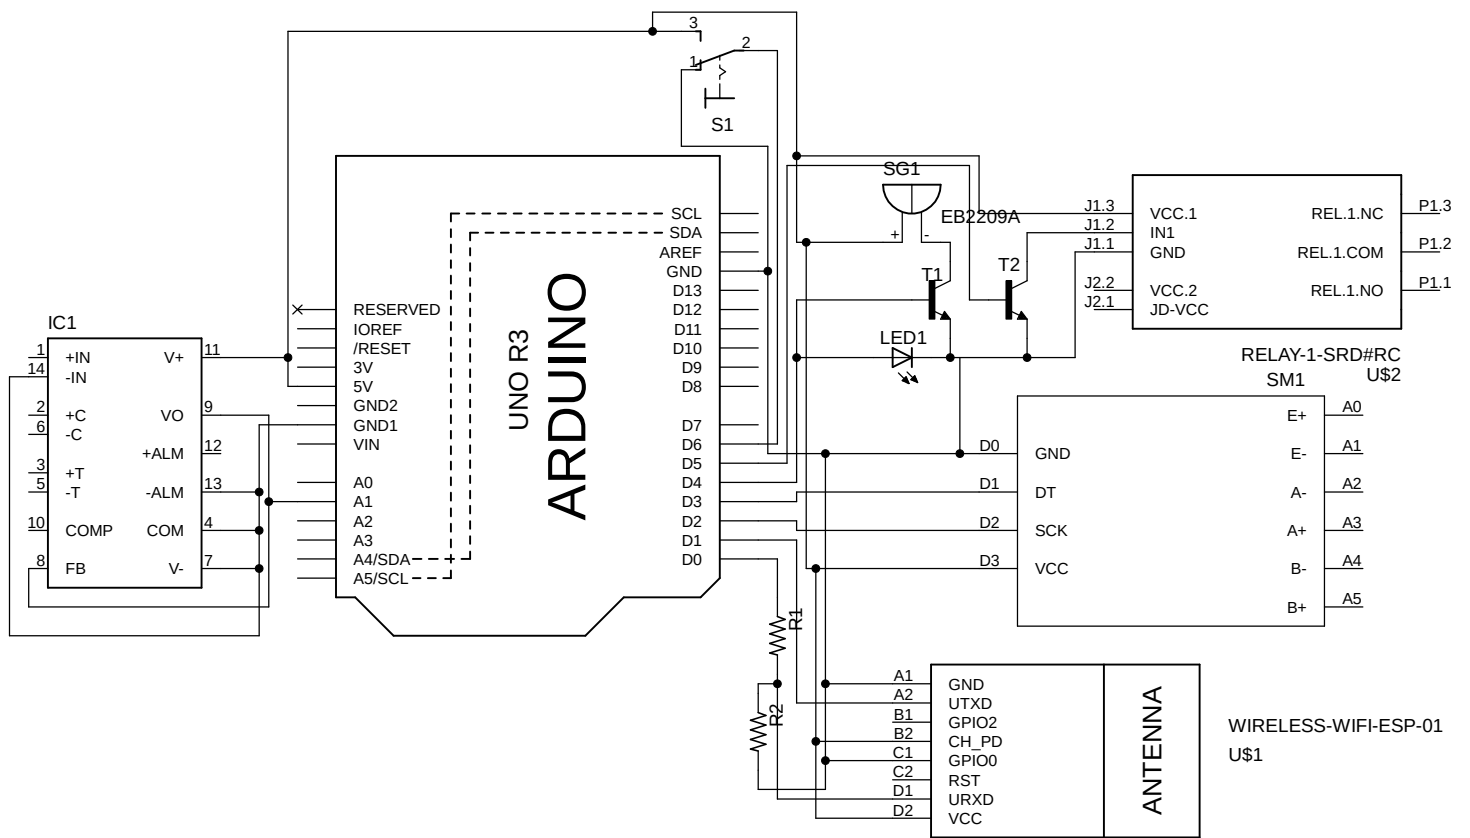 3
2
1
S1
ARDUINO
UNO R3
SCL
SDA
AREF
GND
D13
D12
D11
D10
D9
D8
D7
D6
D5
D4
D3
D2
D1
D0
RESERVED
IOREF
/RESET
3V
5V
GND2
GND1
VIN
A0
A1
A2
A3
A4/SDA
A5/SCL
IC1
1 +IN V+ 11
14 -IN
2 +C VO 9
6 -C
+ALM 12
3 +T
5 -T -ALM 13
10 COMP COM 4
8 FB V- 7
SG1
EB2209A
+ -
T1
T2
LED1
J1.3 VCC.1 REL.1.NC P1.3
J1.2 IN1
J1.1 GND REL.1.COM P1.2
J2.2 VCC.2 REL.1.NO P1.1
J2.1 JD-VCC
RELAY-1-SRD#RC
U$2
SM1
E+ A0
D0 GND E- A1
D1 DT A- A2
D2 SCK A+ A3
D3 VCC B- A4
B+ A5
R1
R2
A1 GND
A2 UTXD
B1 GPIO2
B2 CH_PD
C1 GPIO0
C2 RST
D1 URXD
D2 VCC
ANTENNA
WIRELESS-WIFI-ESP-01
U$1